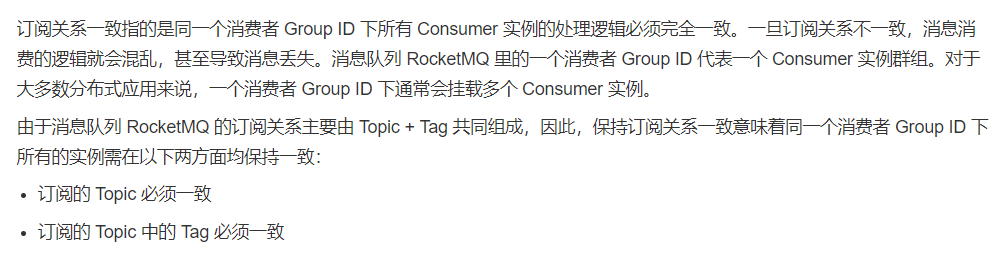 订阅关系一致指的是同一个消费者 Group ID 下所有 Consumer 实例的处理逻辑必须完全一致。一旦订阅关系不一致，消息消
费的逻辑就会混乱，甚至导致消息丢失。消息队列 RocketMQ 里的一个消费者 Group ID 代表一个 Consumer 实例群组。对于
大多数分布式应用来说，一个消费者 Group ID 下通常会挂载多个 Consumer 实例。
由于消息队列 RocketMQ 的订阅关系主要由 Topic + Tag 共同组成，因此，保持订阅关系一致意味着同一个消费者 Group ID 下
所有的实例需在以下两方面均保持一致：
• 订阅的 Topic 必须一致
• 订阅的 Topic 中的 Tag 必须一致